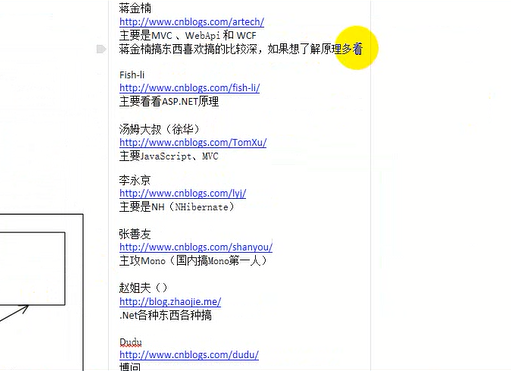 蒋金楠
http://www.cnblogs.com/artech/
主要是MVC 、WebApi 和 WCF
蒋金楠搞东西喜欢搞的比较深，如果想了解原理多看
Fish-li
http://www.cnblogs.com/fish-li/
主要看看ASP.NET原理
汤姆大叔（徐华）
http://www.cnblogs.com/TomXu/
主要JavaScript、MVC
李永京
http://www.cnblogs.com/lyj/
主要是NH（NHibernate）
张善友
http://www.cnblogs.com/shanyou/
主攻Mono（国内搞Mono第一人）
赵姐夫（）
http://blog.zhaojie.me/
.Net各种东西各种搞
Dudu
http://www.cnblogs.com/dudu/
博问